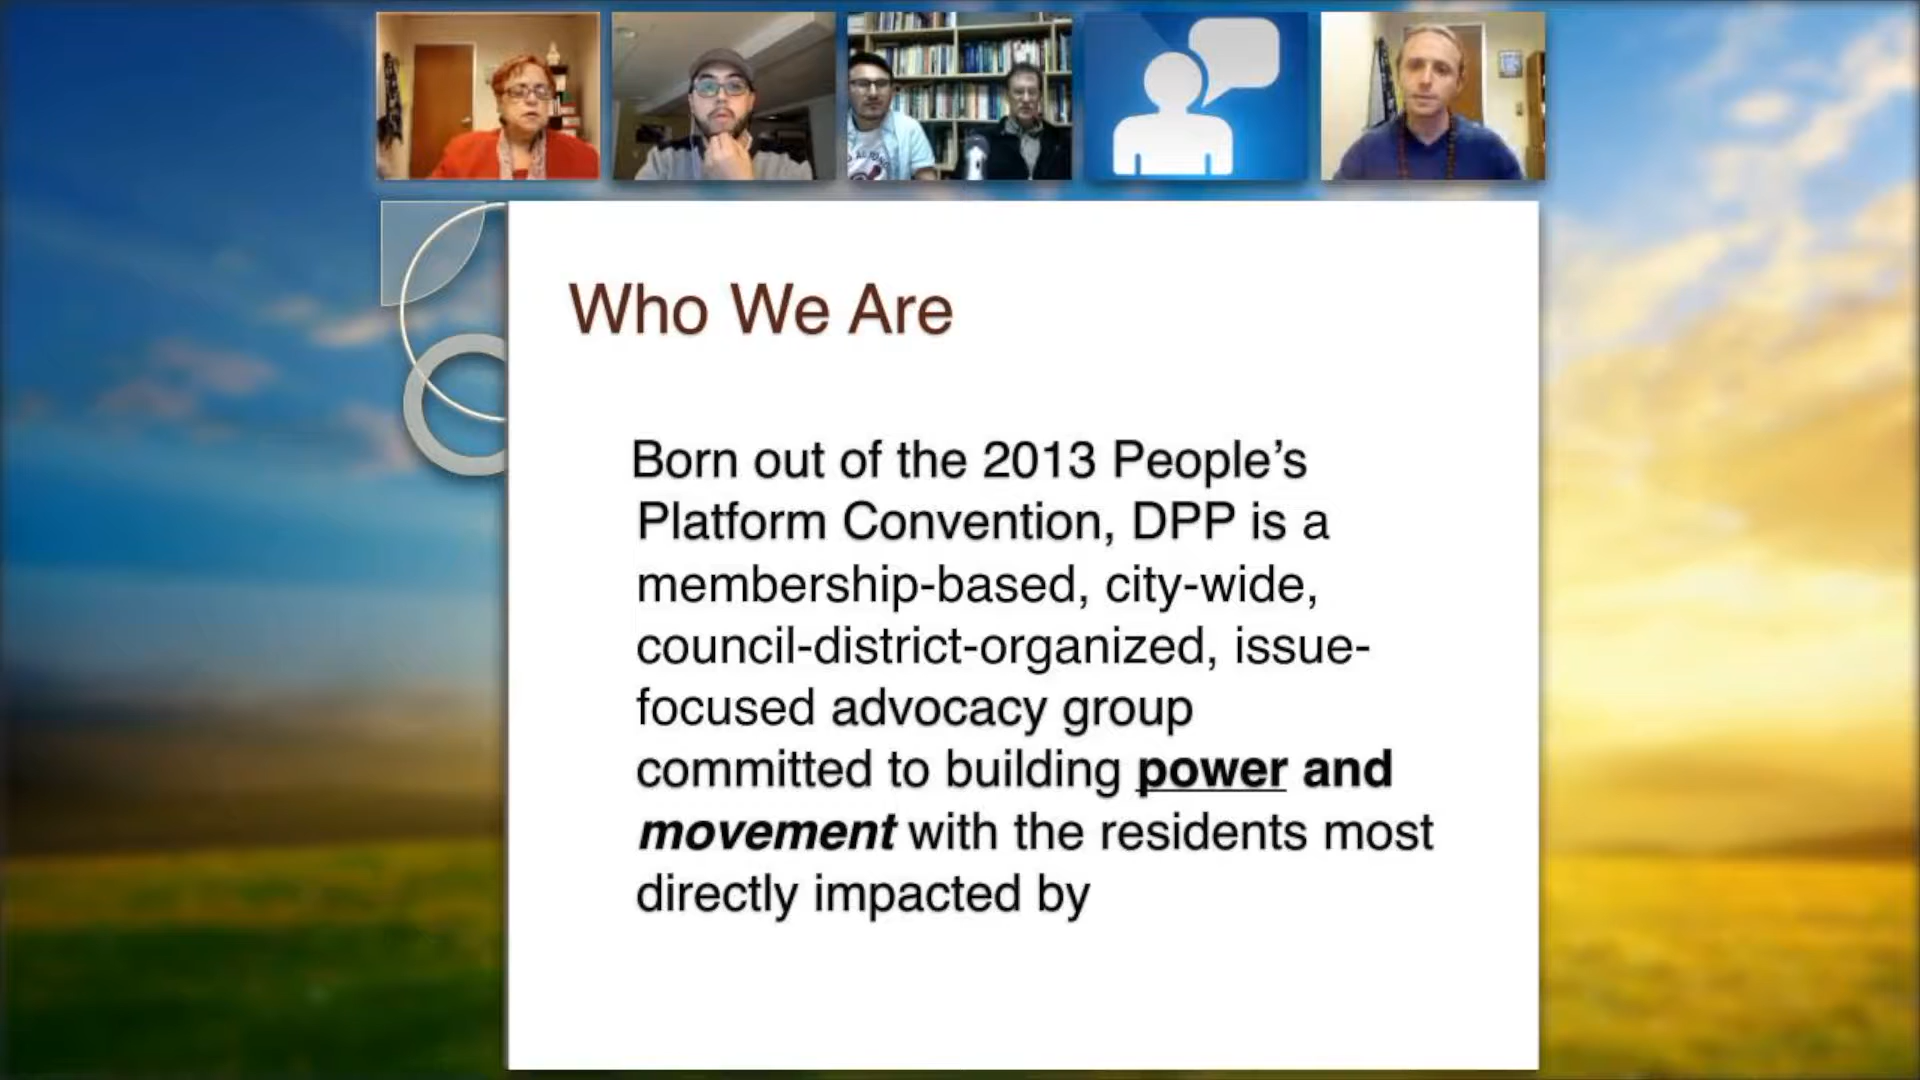 Who We Are
Born out of the 2013 People’s
Platform Convention, DPP is a
membership-based, city-wide,
council-district-organized, issue-
focused advocacy group
committed to building power and
movement with the residents most
directly impacted by